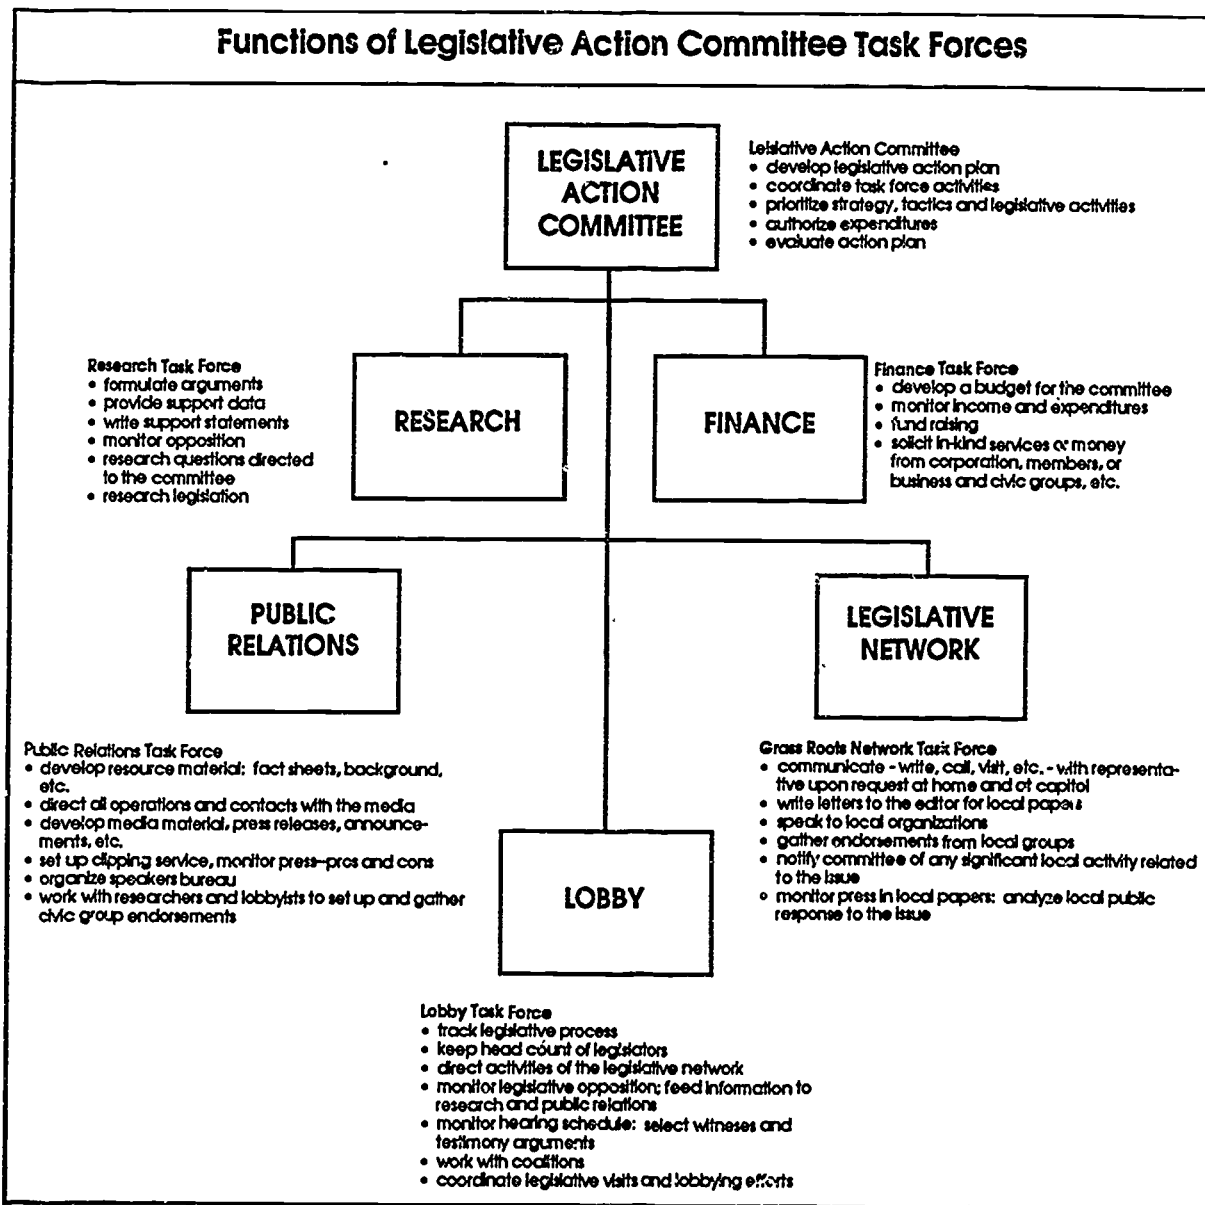 Functions of Legislative Action Committee Task Forces
LEGISLATIVE
ACTION
COMMITTEE
Leislative Action Committee
• develop legislative action plan
• coordinate task force activities
• prioritize strategy, tactics and legislative activities
• authorize expenditures
• evaluate action plan
Research Task Force
• formulate arguments
• provide support data
• write support statements
• monitor opposition
• research questions directed
to the committee
• research legislation
RESEARCH
FINANCE
Finance Task Force
• develop a budget for the committee
• monitor income and expenditures
• fund raising
• solicit in-kind services or money
from corporation, members, or
business and civic groups, etc.
PUBLIC
RELATIONS
LEGISLATIVE
NETWORK
Public Relations Task Force
• develop resource material: fact sheets, background,
etc.
• direct all operations and contacts with the media
• develop media material, press releases, announce-
ments, etc.
• set up clipping service, monitor press--pros and cons
• organize speakers bureau
• work with researchers and lobbyists to set up and gather
civic group endorsements
Grass Roots Network Task Force
• communicate - write, call, visit, etc. - with representa-
tive upon request at home and at capitol
• write letters to the editor for local papers
• speak to local organizations
• gather endorsements from local groups
• notify committee of any significant local activity related
to the issue
• monitor press in local papers: analyze local public
response to the issue
LOBBY
Lobby Task Force
• track legislative process
• keep head count of legislators
• direct activities of the legislative network
• monitor legislative opposition; feed information to
research and public relations
• monitor hearing schedule: select witneses and
testimony arguments
• work with coalitions
• coordinate legislative visits and lobbying efforts